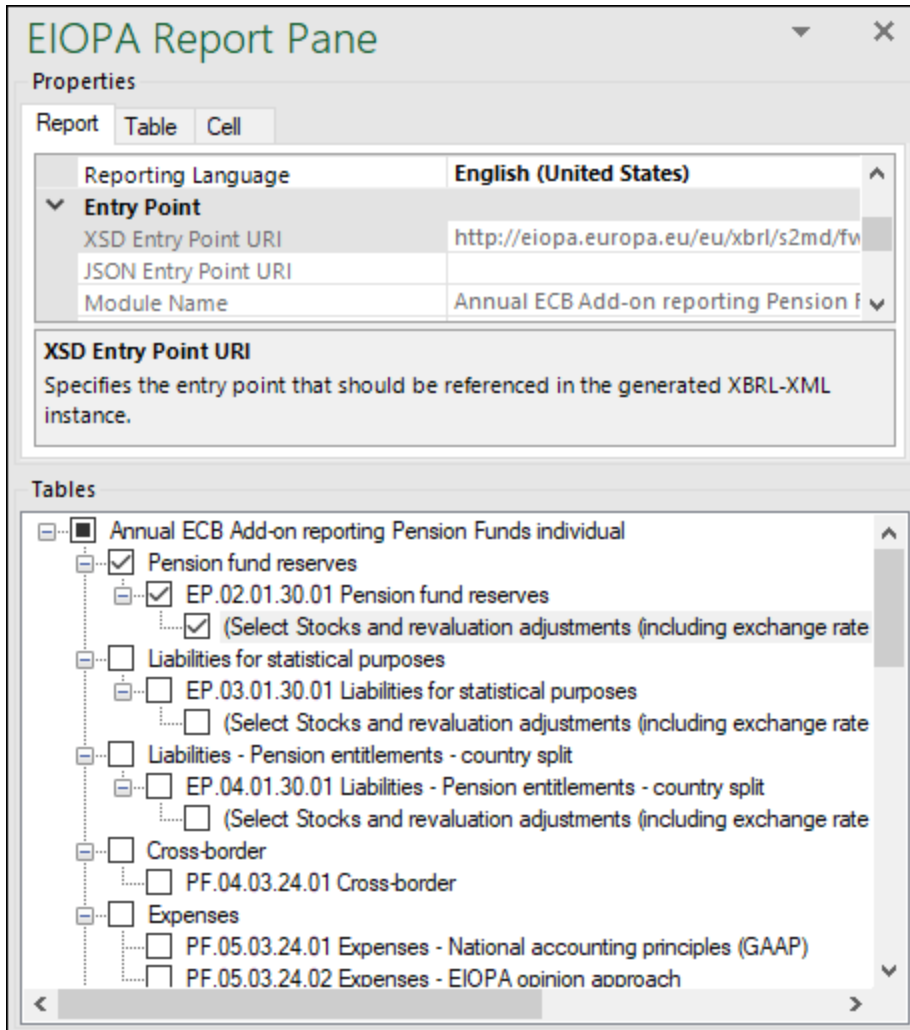 EIOPA Report Pane
Properties
Report Table Cell
Reporting Language English (United States)
Entry Point
XSD Entry Point URI http://eiopa.europa.eu/eu/xbrl/s2md/fw
JSON Entry Point URI
Module Name Annual ECB Add-on reporting Pension F
XSD Entry Point URI
Specifies the entry point that should be referenced in the generated XBRL-XML
instance.
Tables
Annual ECB Add-on reporting Pension Funds individual
Pension fund reserves
EP.02.01.30.01 Pension fund reserves
(Select Stocks and revaluation adjustments (including exchange rate
Liabilities for statistical purposes
EP.03.01.30.01 Liabilities for statistical purposes
(Select Stocks and revaluation adjustments (including exchange rate
Liabilities - Pension entitlements - country split
EP.04.01.30.01 Liabilities - Pension entitlements - country split
(Select Stocks and revaluation adjustments (including exchange rate
Cross-border
PF.04.03.24.01 Cross-border
Expenses
PF.05.03.24.01 Expenses - National accounting principles (GAAP)
PF.05.03.24.02 Expenses - EIOPA opinion approach